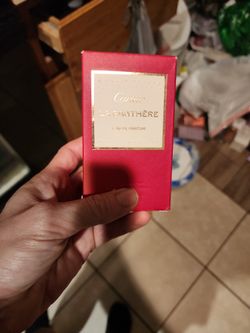 Cartier
LA PANTHÈRE
EAU DE PARFUM